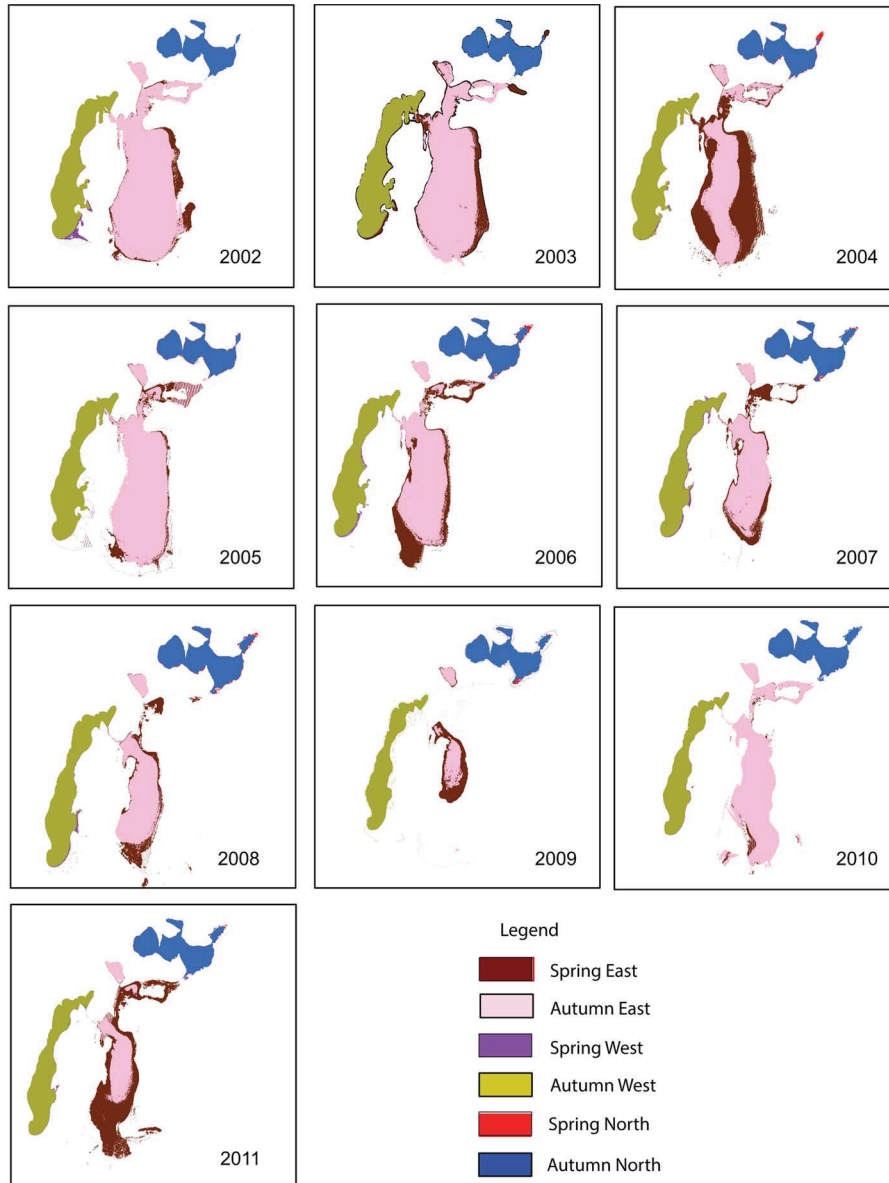 2002
2003
2004
2005
2006
2007
2008
2009
2010
2011
Legend
Spring East
Autumn East
Spring West
Autumn West
Spring North
Autumn North